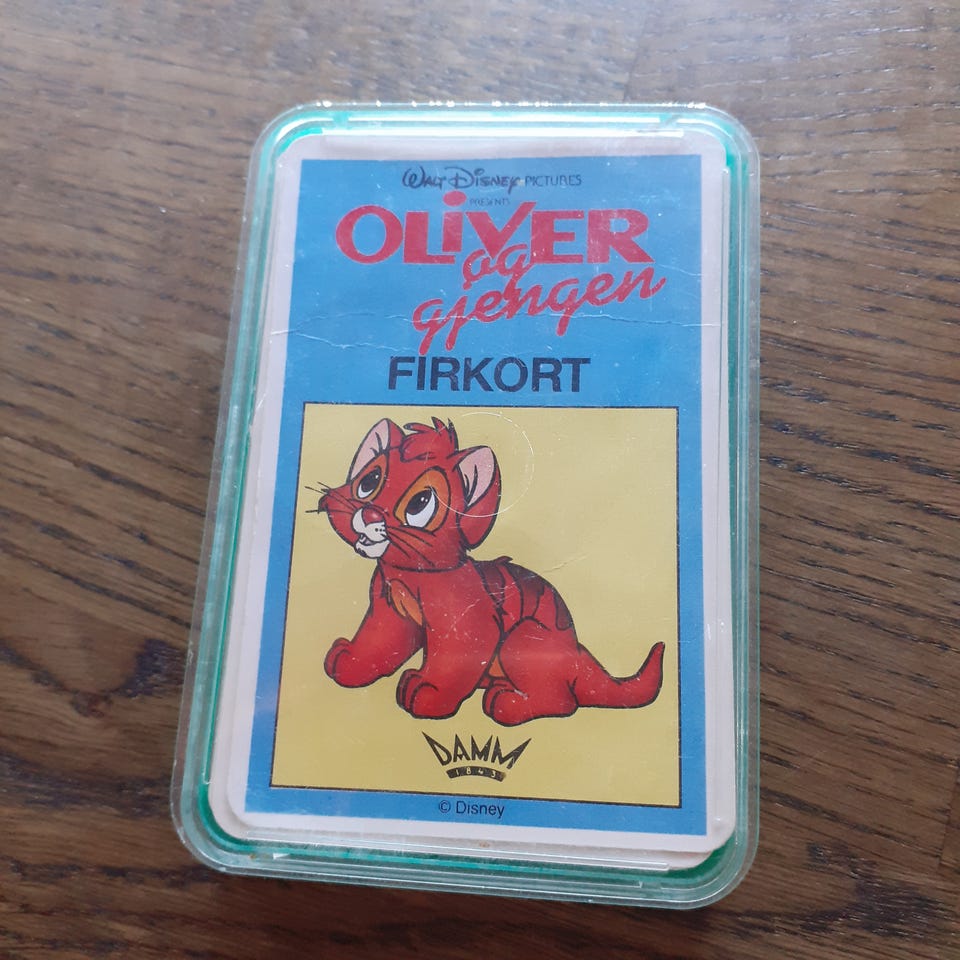 WALT DISNEY PICTURES
PRESENTS
OLiVER
og
gjengen
FIRKORT
DAMM
1843
© Disney